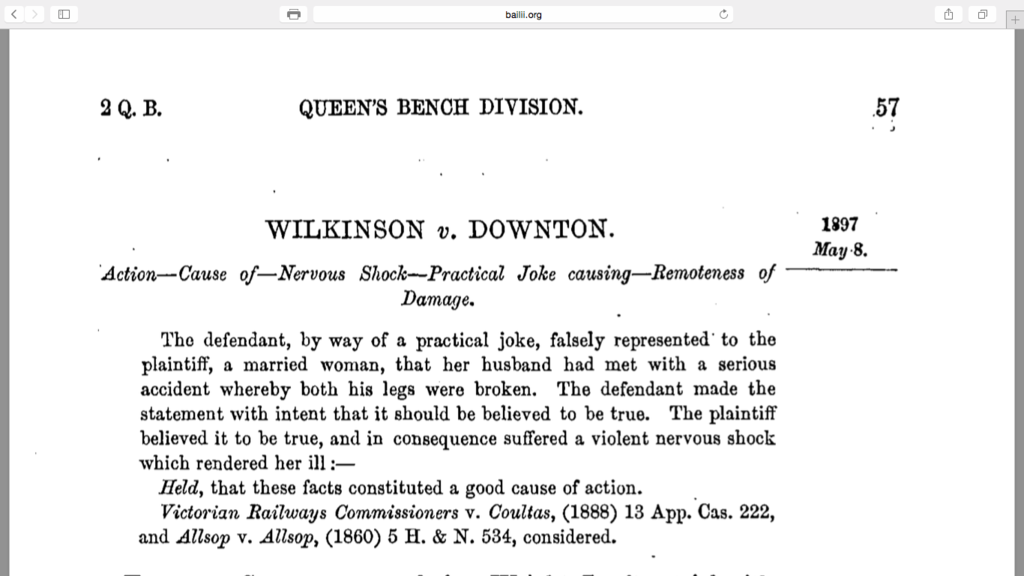 bailii.org
2 Q. B. QUEEN'S BENCH DIVISION. 57
WILKINSON v. DOWNTON. 1897
May 8.
Action—Cause of—Nervous Shock—Practical Joke causing—Remoteness of
Damage.
The defendant, by way of a practical joke, falsely represented to the
plaintiff, a married woman, that her husband had met with a serious
accident whereby both his legs were broken. The defendant made the
statement with intent that it should be believed to be true. The plaintiff
believed it to be true, and in consequence suffered a violent nervous shock
which rendered her ill :—
Held, that these facts constituted a good cause of action.
Victorian Railways Commissioners v. Coultas, (1888) 13 App. Cas. 222,
and Allsop v. Allsop, (1860) 5 H. & N. 534, considered.